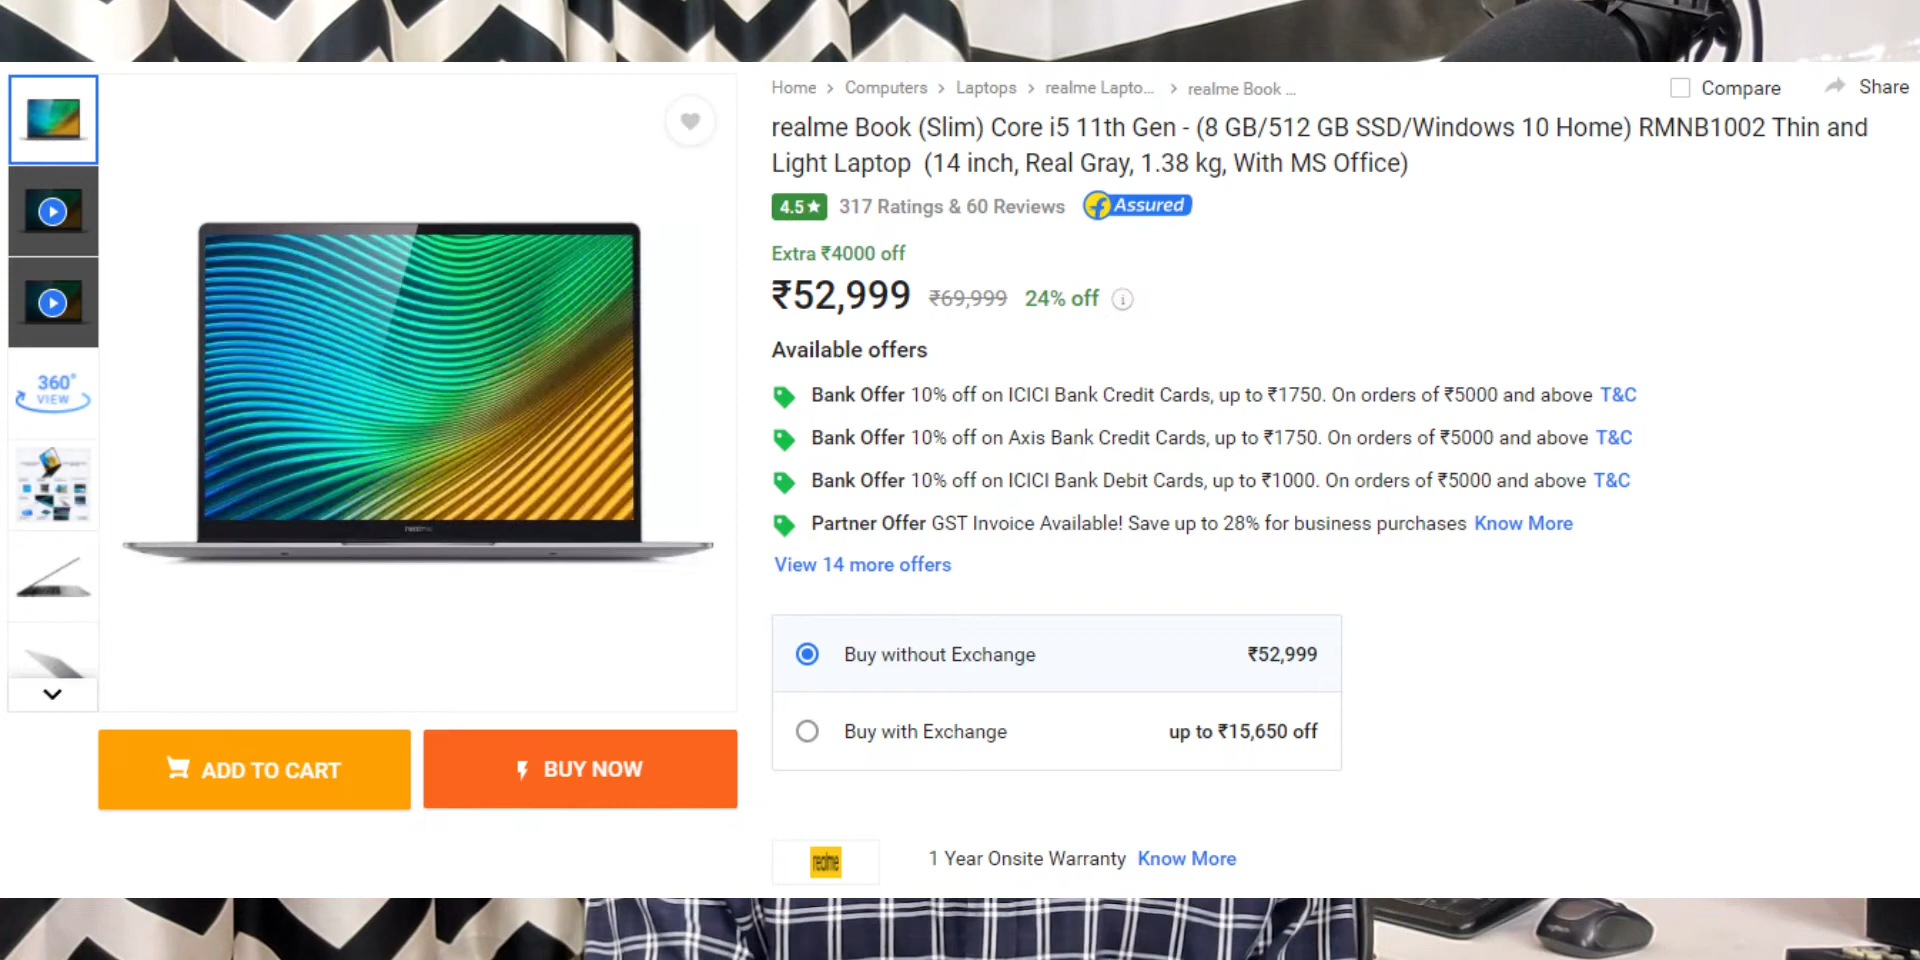 Home > Computers > Laptops > realme Lapto... > realme Book ...
Compare
Share
realme Book (Slim) Core i5 11th Gen - (8 GB/512 GB SSD/Windows 10 Home) RMNB1002 Thin and
Light Laptop (14 inch, Real Gray, 1.38 kg, With MS Office)
4.5★ 317 Ratings & 60 Reviews
Assured
Extra ₹4000 off
₹52,999 ₹69,999 24% off
Available offers
Bank Offer 10% off on ICICI Bank Credit Cards, up to ₹1750. On orders of ₹5000 and above T&C
Bank Offer 10% off on Axis Bank Credit Cards, up to ₹1750. On orders of ₹5000 and above T&C
Bank Offer 10% off on ICICI Bank Debit Cards, up to ₹1000. On orders of ₹5000 and above T&C
Partner Offer GST Invoice Available! Save up to 28% for business purchases Know More
View 14 more offers
Buy without Exchange ₹52,999
Buy with Exchange up to ₹15,650 off
realme
1 Year Onsite Warranty Know More
360°
VIEW
realme
ADD TO CART
BUY NOW